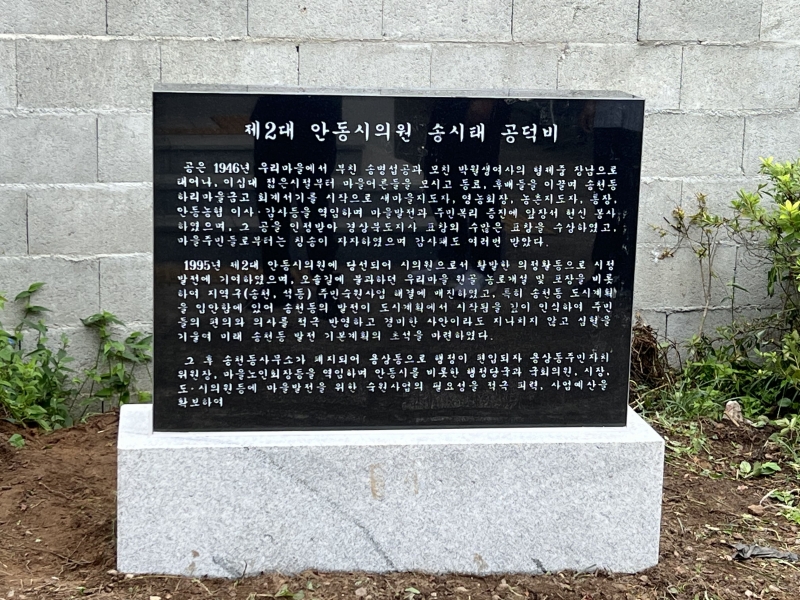 제2대 안동시의원 송시태 공덕비
공은 1946년 우리마을에서 부친 송명섭공과 모친 박원생여사의 형제중 장남으로
태어나, 이십대 젊은시절부터 마을어른들을 모시고 동료, 후배들을 이끌며 송천동
하리마을금고 회계서기를 시작으로 새마을지도자, 영농회장, 농촌지도자, 통장,
안동농협 이사 감사등을 역임하며 마을발전과 주민복리 증진에 앞장서 헌신 봉사
하였으며, 그 공을 인정받아 경상북도지사 표창외 수많은 표창을 수상하였고,
마을주민들로부터는 칭송이 자자하였으며 감사패도 여러번 받았다.
1995년 제2대 안동시의원에 당선되어 시의원으로서 활발한 의정활동으로 시정
발전에 기여하였으며, 오솔길에 불과하던 우리마을 원골 농로개설 및 포장을 비롯
하여 지역구(송천, 석동) 주민숙원사업 해결에 매진하였고, 특히 송천동 도시계획
을 입안함에 있어 송천동의 발전이 도시계획에서 시작됨을 깊이 인식하여 주민
들의 편의와 의사를 적극 반영하고 경미한 사안이라도 지나치지 않고 심혈을
기울여 미래 송천동 발전 기본계획의 초석을 마련하였다.
그 후 송천동사무소가 폐지되어 용상동으로 행정이 편입되자 용상동주민자치
위원장, 마을노인회장등을 역임하며 안동시를 비롯한 행정당국과 국회의원, 시장,
도·시의원등에 마을발전을 위한 숙원사업의 필요성을 적극 피력, 사업예산을
확보하여